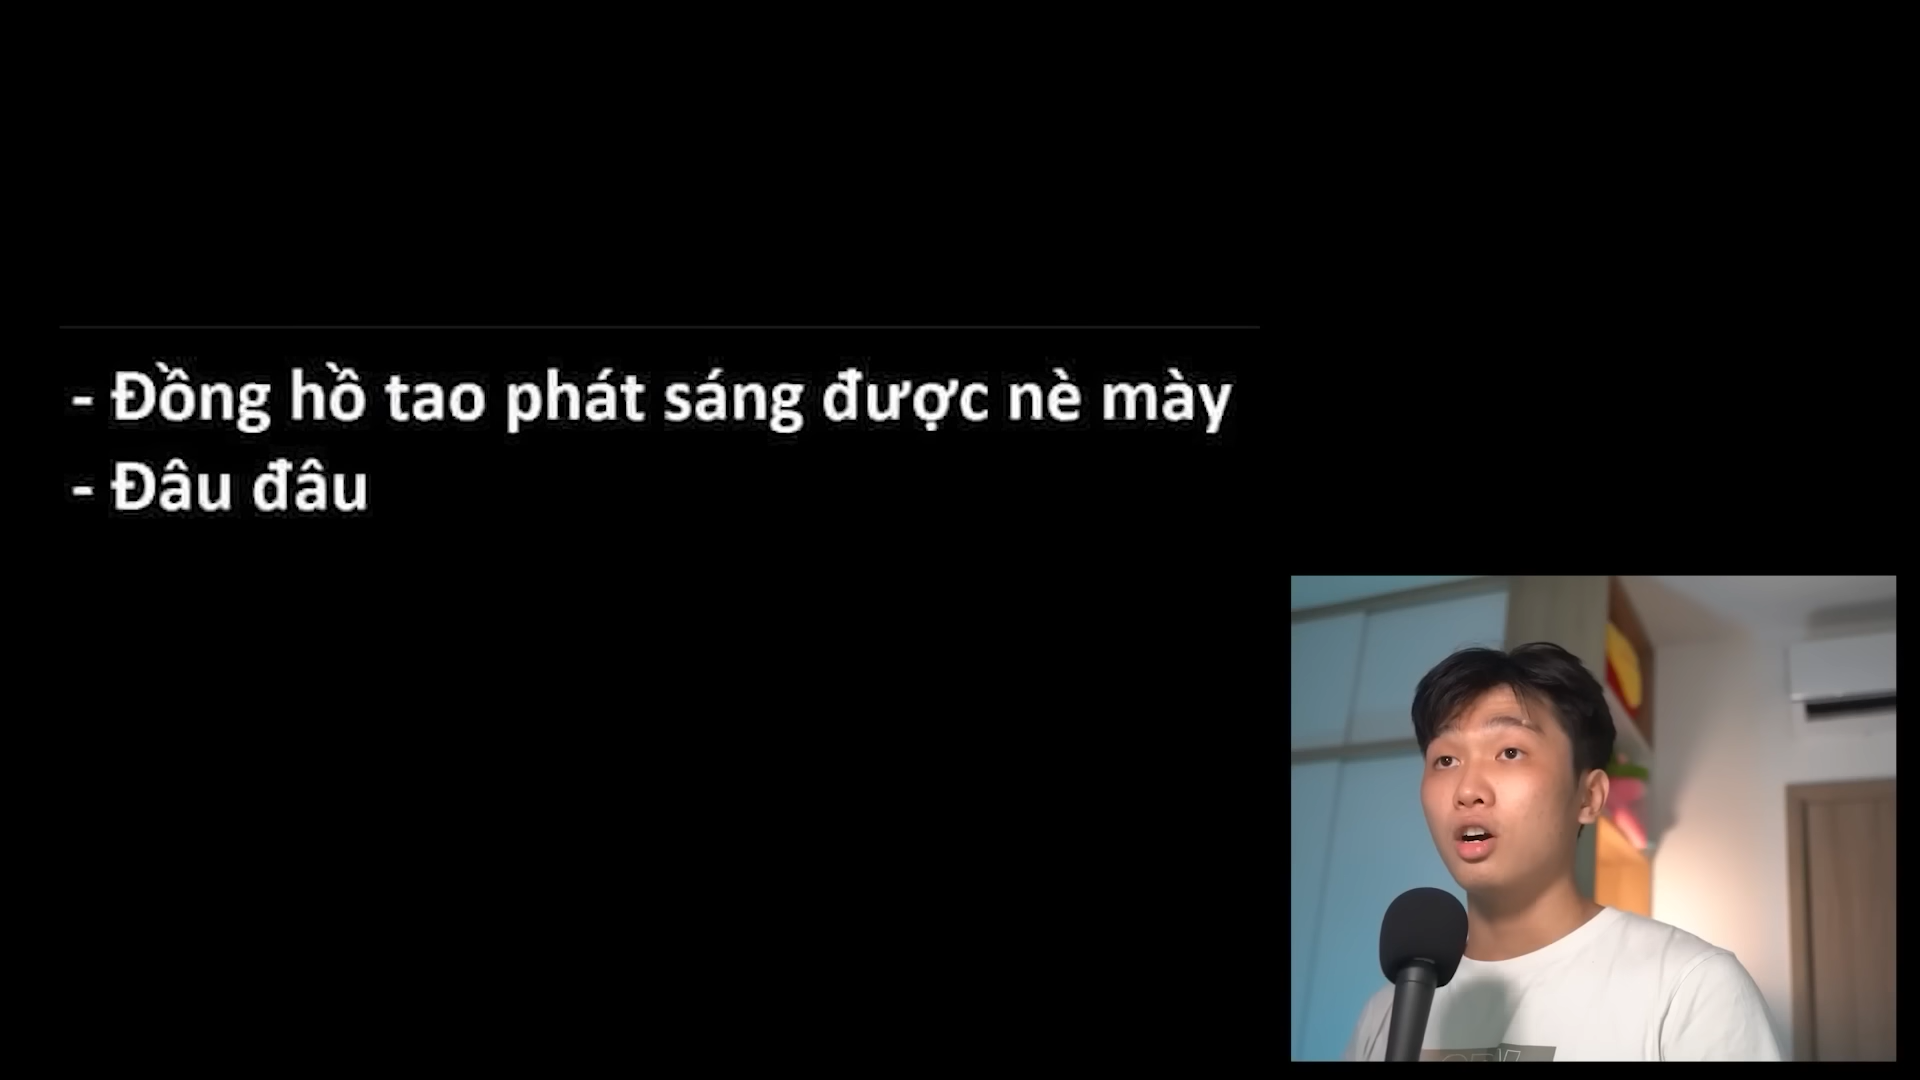 - Đồng hồ tao phát sáng được nè mày
- Đâu đâu